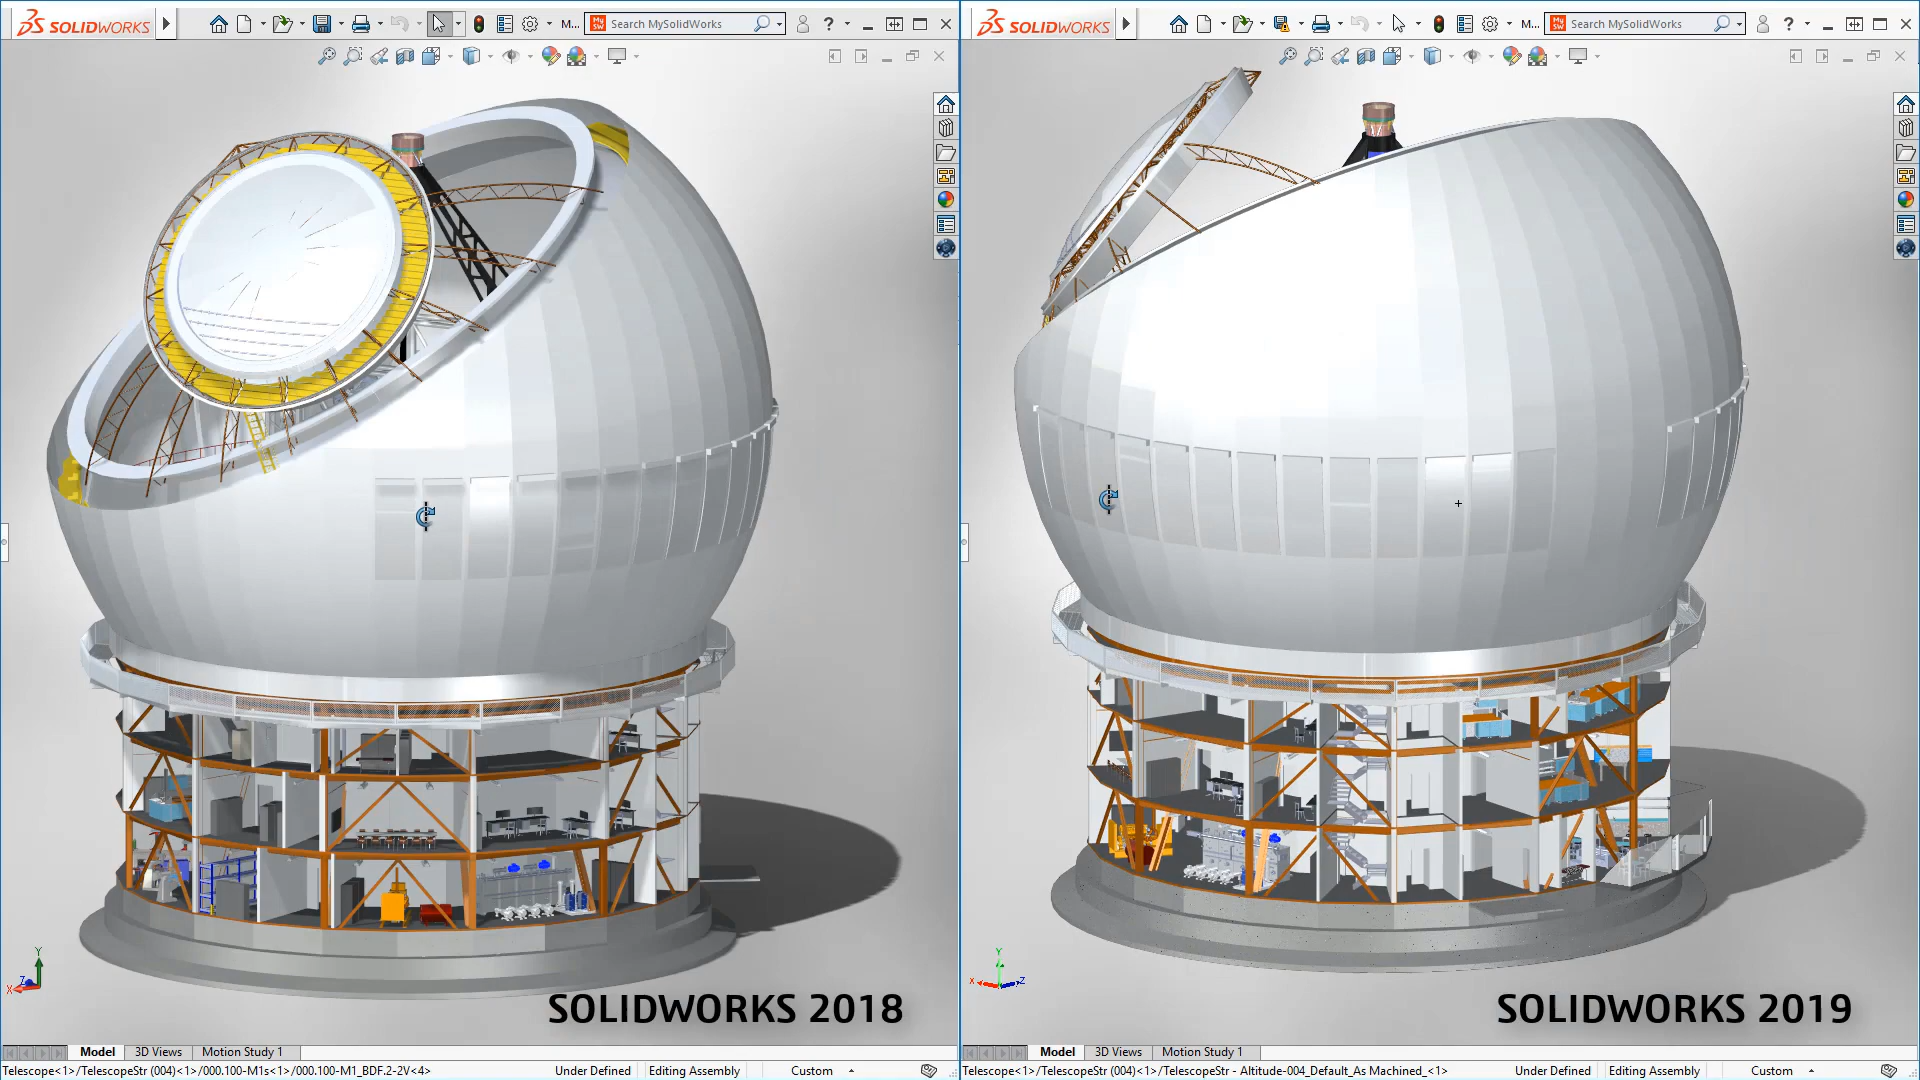 SOLIDWORKS
M...
Search MySolidWorks
SOLIDWORKS
M...
Search MySolidWorks
Y
Z
X
Y
X
Z
SOLIDWORKS 2018
SOLIDWORKS 2019
Model
3D Views
Motion Study 1
Model
3D Views
Motion Study 1
Telescope<1>/TelescopeStr (004)<1>/000.100-M1s<1>/000.100-M1_BDF.2-2V<4>
Under Defined
Editing Assembly
Custom
Telescope<1>/TelescopeStr (004)<1>/TelescopeStr - Altitude-004_Default_As Machined_<1>
Under Defined
Editing Assembly
Custom